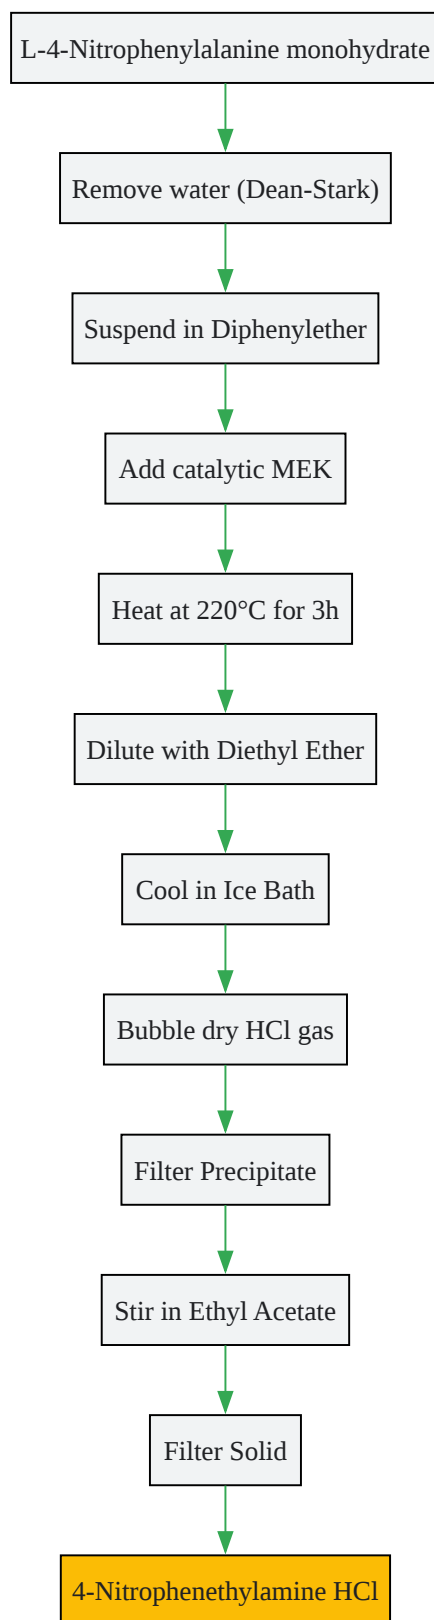 L-4-Nitrophenylalanine monohydrate
Remove water (Dean-Stark)
Suspend in Diphenylether
Add catalytic MEK
Heat at 220°C for 3h
Dilute with Diethyl Ether
Cool in Ice Bath
Bubble dry HCl gas
Filter Precipitate
Stir in Ethyl Acetate
Filter Solid
4-Nitrophenethylamine HCl